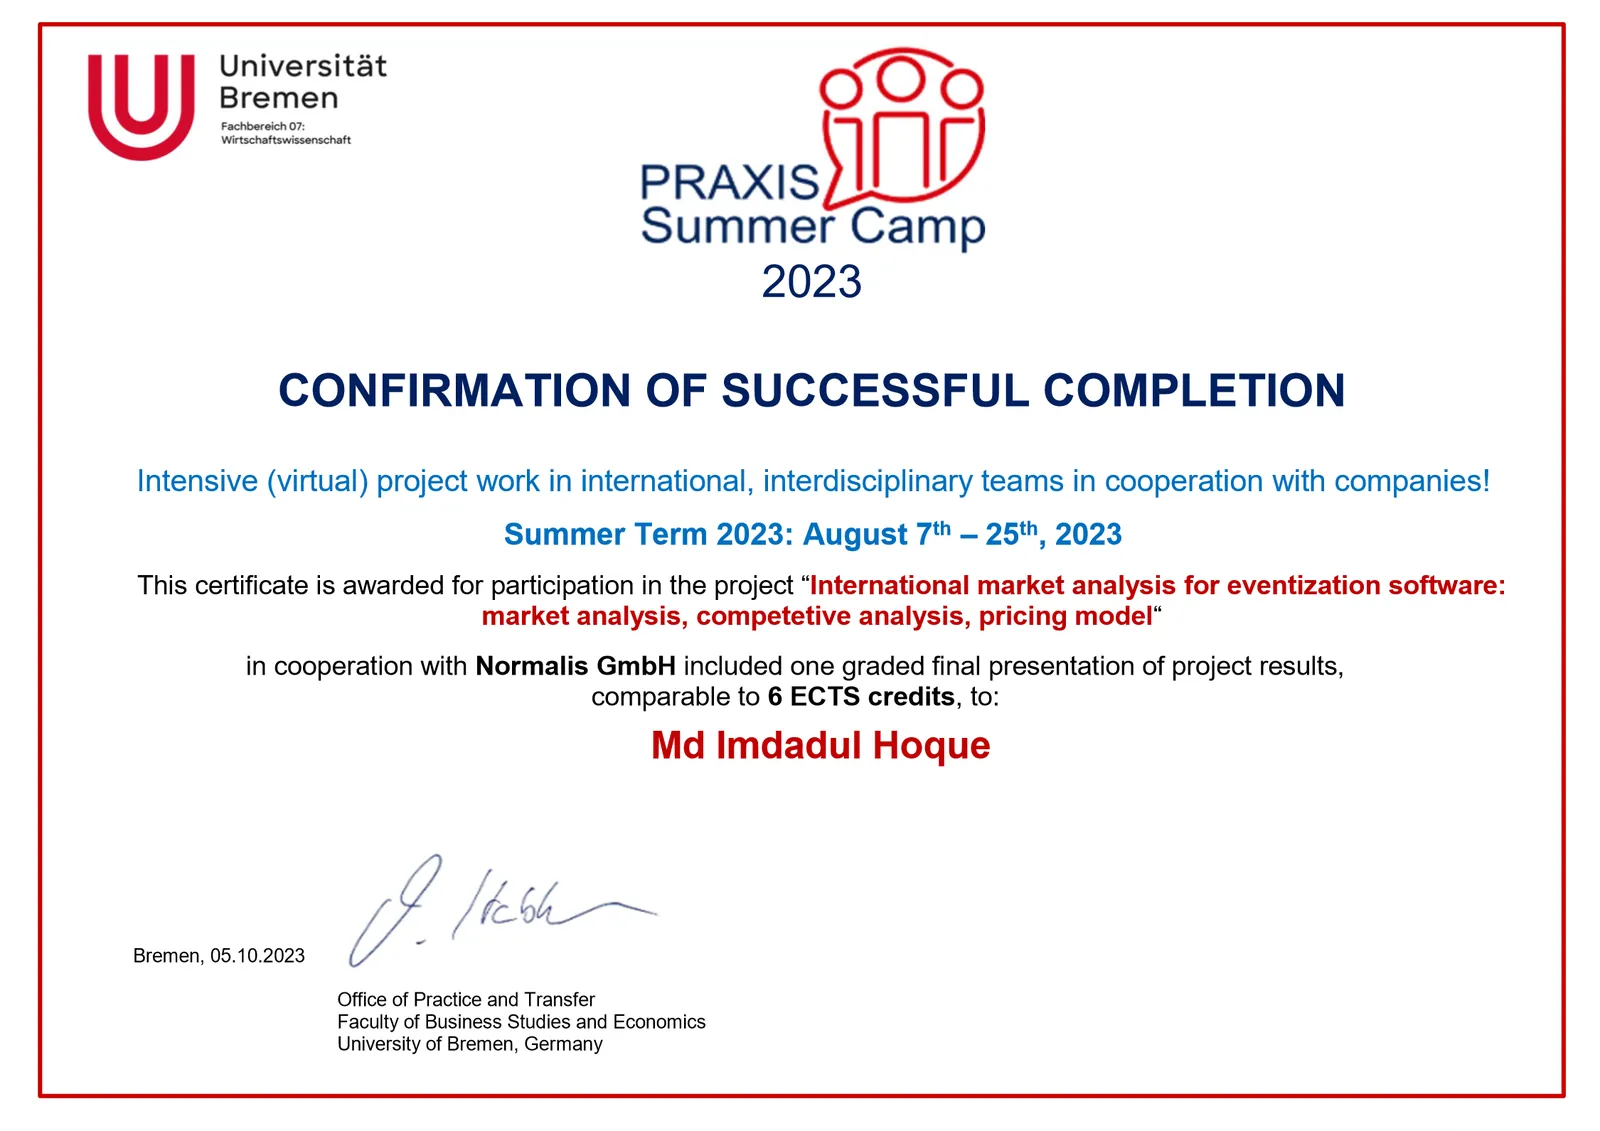 Universität
Bremen
Fachbereich 07:
Wirtschaftswissenschaft
PRAXIS
Summer Camp
2023
CONFIRMATION OF SUCCESSFUL COMPLETION
Intensive (virtual) project work in international, interdisciplinary teams in cooperation with companies!
Summer Term 2023: August 7th – 25th, 2023
This certificate is awarded for participation in the project “International market analysis for eventization software:
market analysis, competetive analysis, pricing model“
in cooperation with Normalis GmbH included one graded final presentation of project results,
comparable to 6 ECTS credits, to:
Md Imdadul Hoque
Bremen, 05.10.2023
Office of Practice and Transfer
Faculty of Business Studies and Economics
University of Bremen, Germany